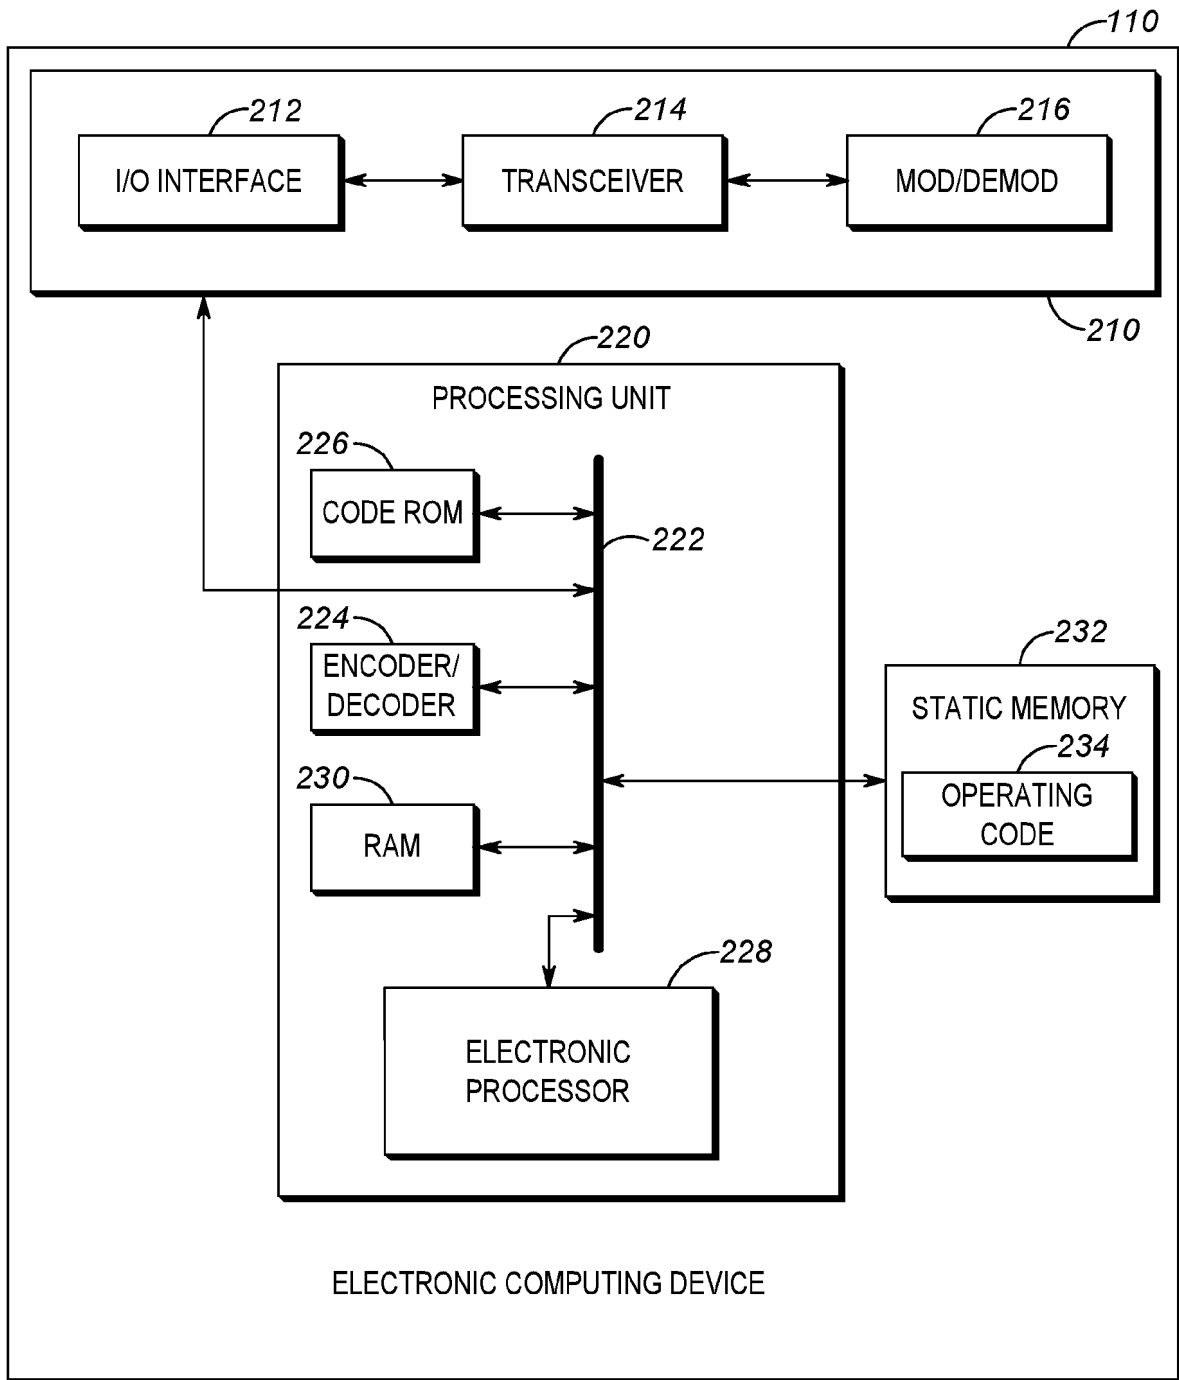 110
212
214
216
I/O INTERFACE
TRANSCEIVER
MOD/DEMOD
210
220
PROCESSING UNIT
226
CODE ROM
222
224
ENCODER/
DECODER
232
STATIC MEMORY
234
OPERATING
CODE
230
RAM
228
ELECTRONIC
PROCESSOR
ELECTRONIC COMPUTING DEVICE